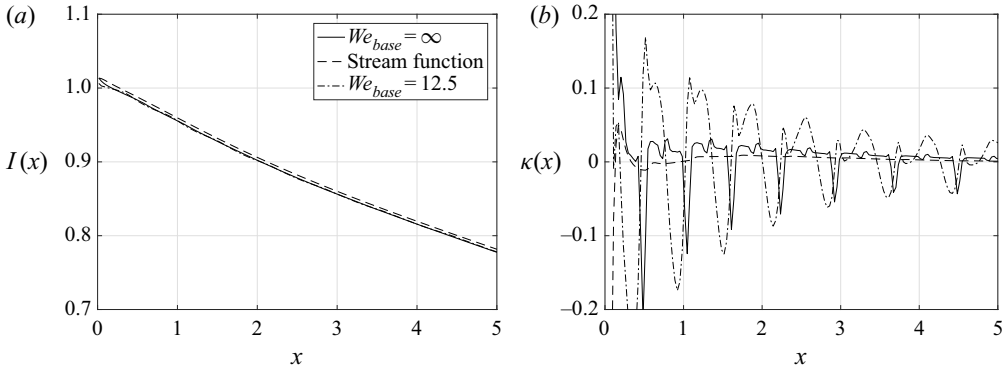 (a)
1.1
1.0
0.9
0.8
0.7
I(x)
We_base = ∞
Stream function
We_base = 12.5
0 1 2 3 4 5
x
(b)
0.2
0.1
0
−0.1
−0.2
κ(x)
0 1 2 3 4 5
x